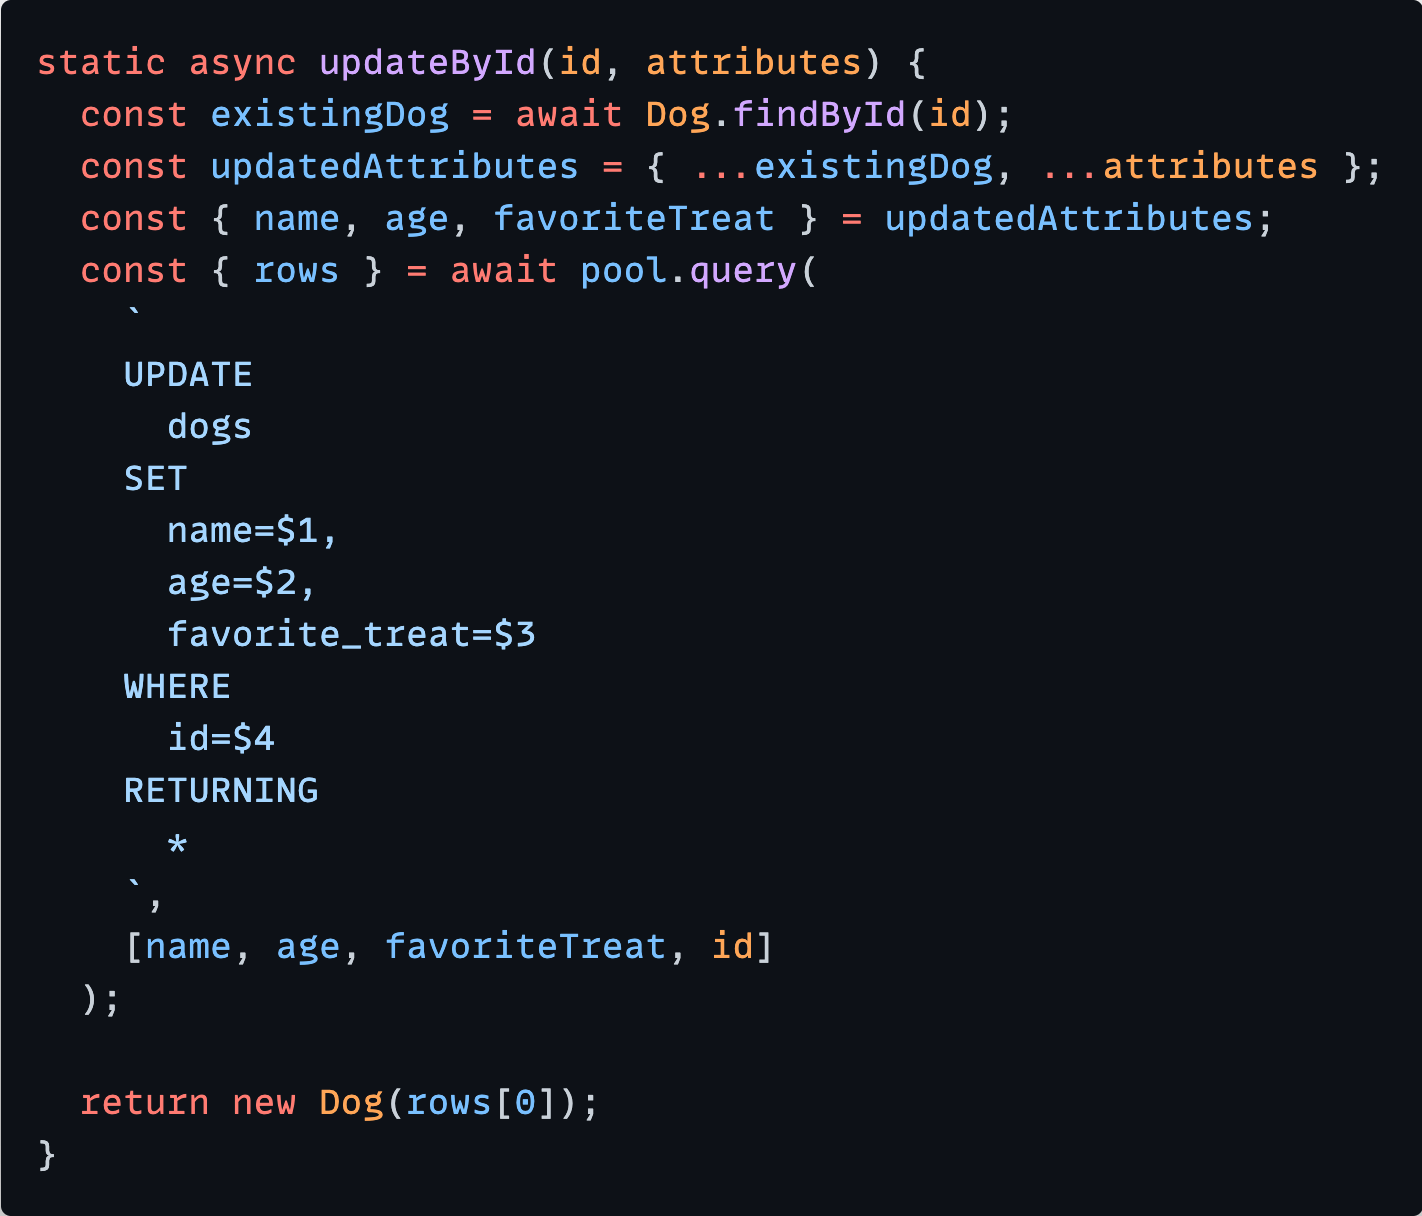 static async updateById(id, attributes) {
  const existingDog = await Dog.findById(id);
  const updatedAttributes = { ...existingDog, ...attributes };
  const { name, age, favoriteTreat } = updatedAttributes;
  const { rows } = await pool.query(
    `
    UPDATE
      dogs
    SET
      name=$1,
      age=$2,
      favorite_treat=$3
    WHERE
      id=$4
    RETURNING
      *
    `,
    [name, age, favoriteTreat, id]
  );

  return new Dog(rows[0]);
}